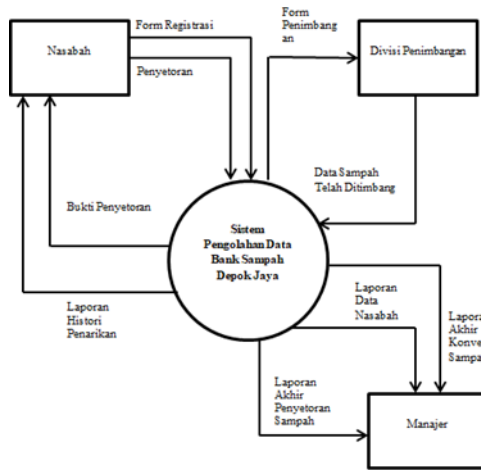 Form Registrasi
Nasabah
Penyetoran
Form
Penimbang
an
Divisi Penimbangan
Data Sampah
Telah Ditimbang
Bukti Penyetoran
Sistem
Pengolahan Data
Bank Sampah
Depok Jaya
Laporan
Histori
Penarikan
Laporan
Data
Nasabah
Lapora
Akhir
Konve
Sampa
Laporan
Akhir
Penyetoran
Sampah
Manajer